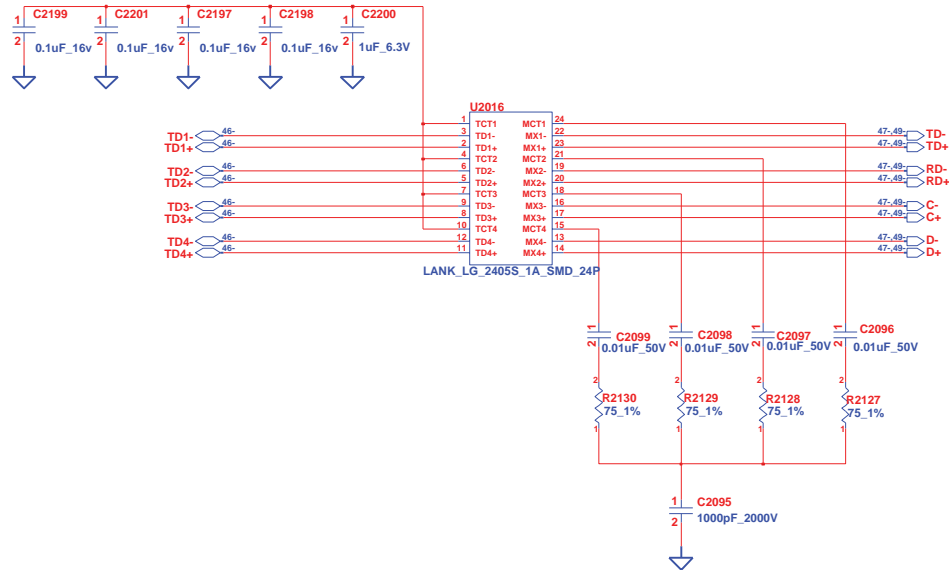 1 C2199 1 C2201 1 C2197 1 C2198 1 C2200
2 0.1uF_16v 2 0.1uF_16v 2 0.1uF_16v 2 0.1uF_16v 2 1uF_6.3V
U2016
1 TCT1 MCT1 24
TD1- 46- 3 TD1- MX1- 22 47-,49- TD-
TD1+ 46- 2 TD1+ MX1+ 23 47-,49- TD+
4 TCT2 MCT2 21
TD2- 46- 6 TD2- MX2- 19 47-,49- RD-
TD2+ 46- 5 TD2+ MX2+ 20 47-,49- RD+
7 TCT3 MCT3 18
TD3- 46- 9 TD3- MX3- 16 47-,49- C-
TD3+ 46- 8 TD3+ MX3+ 17 47-,49- C+
10 TCT4 MCT4 15
TD4- 46- 12 TD4- MX4- 13 47-,49- D-
TD4+ 46- 11 TD4+ MX4+ 14 47-,49- D+
LANK_LG_2405S_1A_SMD_24P
1 C2099 1 C2098 1 C2097 1 C2096
2 0.01uF_50V 2 0.01uF_50V 2 0.01uF_50V 2 0.01uF_50V
2 2 2 2
R2130 R2129 R2128 R2127
75_1% 75_1% 75_1% 75_1%
1 1 1 1
1 C2095
2 1000pF_2000V